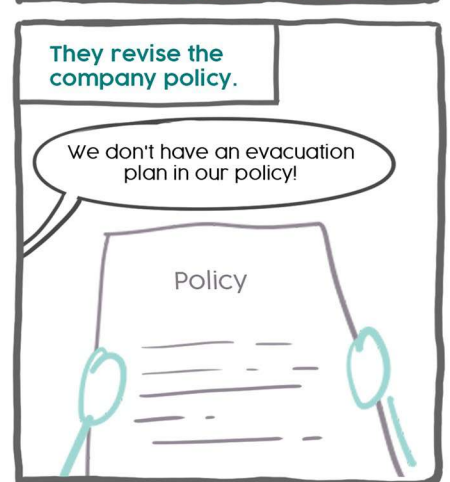 They revise the
company policy.
We don't have an evacuation
plan in our policy!
Policy